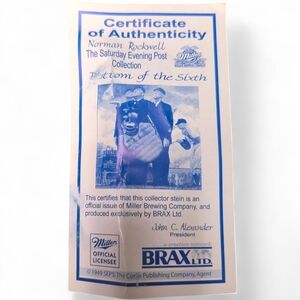 Certificate
of Authenticity
Norman Rockwell
The Saturday Evening Post
Collection
Bottom of the Sixth
Miller
This certifies that this collector stein is an
official issue of Miller Brewing Company, and
produced exclusively by BRAX Ltd.
John C. Alexander
President
Miller
OFFICIAL
LICENSEE
BRAX
LTD.
© 1949 SEPS The Curtis Publishing Company, Agent